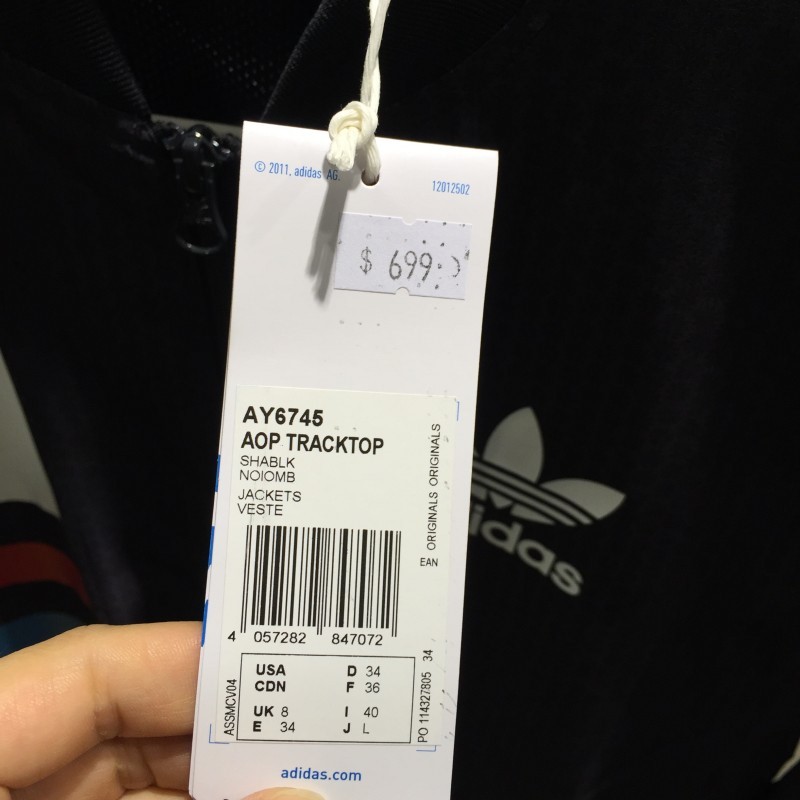 © 2011, adidas AG.
12012502
$ 699
AY6745
AOP TRACKTOP
SHABLK
NOIOMB
JACKETS
VESTE
ORIGINALS ORIGINALS
EAN
4 057282 847072
USA
CDN
UK 8
E 34
D 34
F 36
I 40
J L
ASSMCV04
PO 114327805 34
adidas.com
adidas